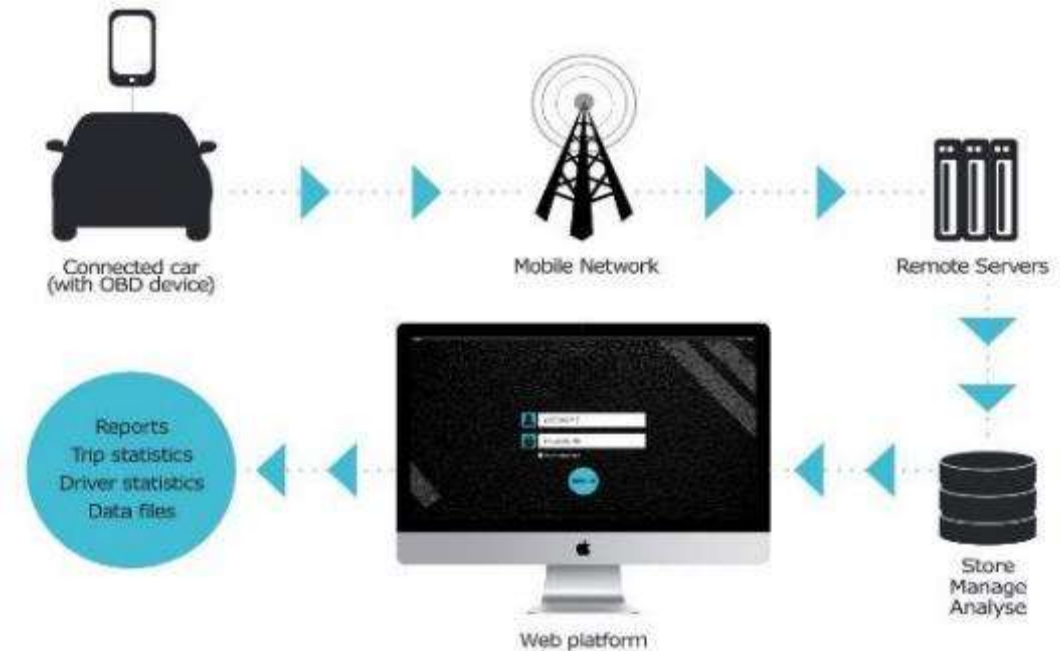 Connected car
(with OBD device)
Mobile Network
Remote Servers
Store
Manage
Analyse
Web platform
Reports
Trip statistics
Driver statistics
Data files